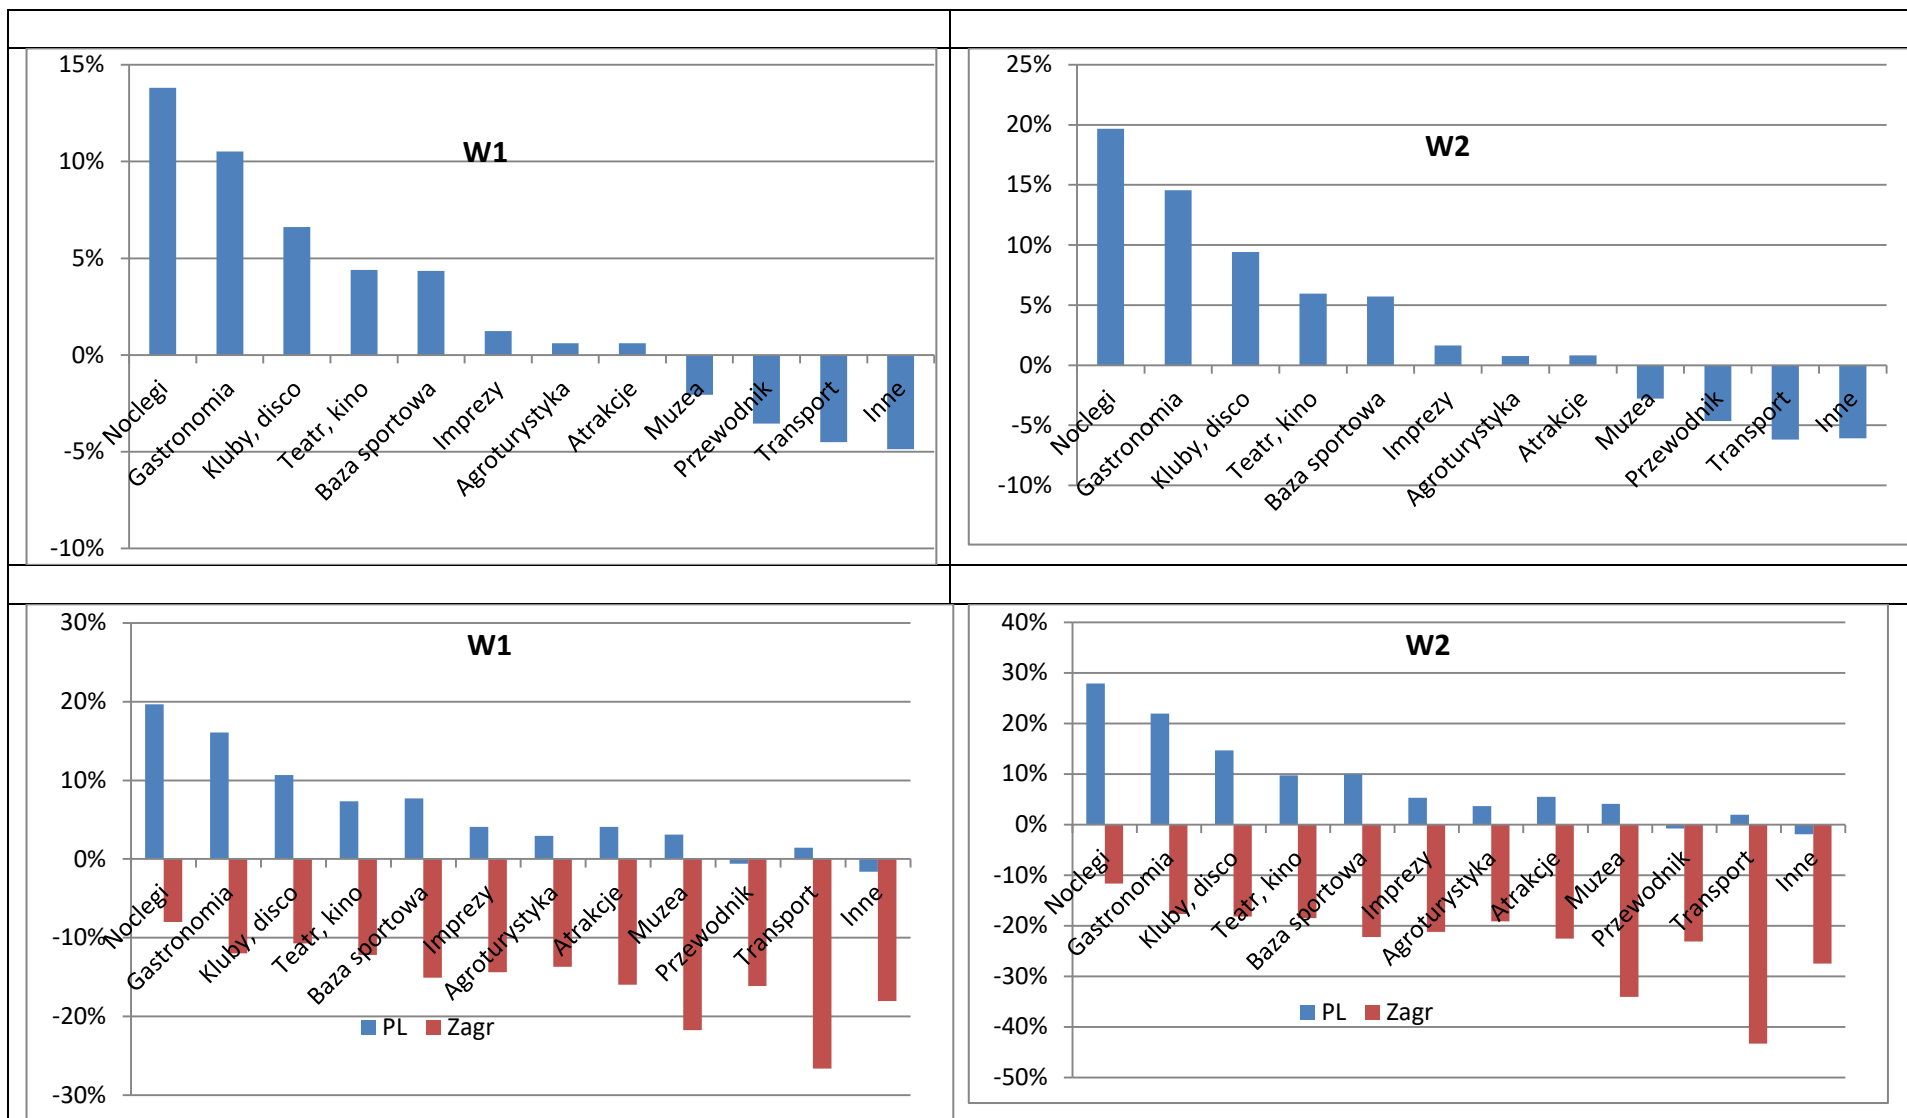 15%
10%
5%
0%
-5%
-10%
W1
Noclegi
Gastronomia
Kluby, disco
Teatr, kino
Baza sportowa
Imprezy
Agroturystyka
Atrakcje
Muzea
Przewodnik
Transport
Inne
25%
20%
15%
10%
5%
0%
-5%
-10%
W2
Noclegi
Gastronomia
Kluby, disco
Teatr, kino
Baza sportowa
Imprezy
Agroturystyka
Atrakcje
Muzea
Przewodnik
Transport
Inne
30%
20%
10%
0%
-10%
-20%
-30%
W1
Noclegi
Gastronomia
Kluby, disco
Teatr, kino
Baza sportowa
Imprezy
Agroturystyka
Atrakcje
Muzea
Przewodnik
Transport
Inne
PL Zagr
40%
30%
20%
10%
0%
-10%
-20%
-30%
-40%
-50%
W2
Noclegi
Gastronomia
Kluby, disco
Teatr, kino
Baza sportowa
Imprezy
Agroturystyka
Atrakcje
Muzea
Przewodnik
Transport
Inne
PL Zagr